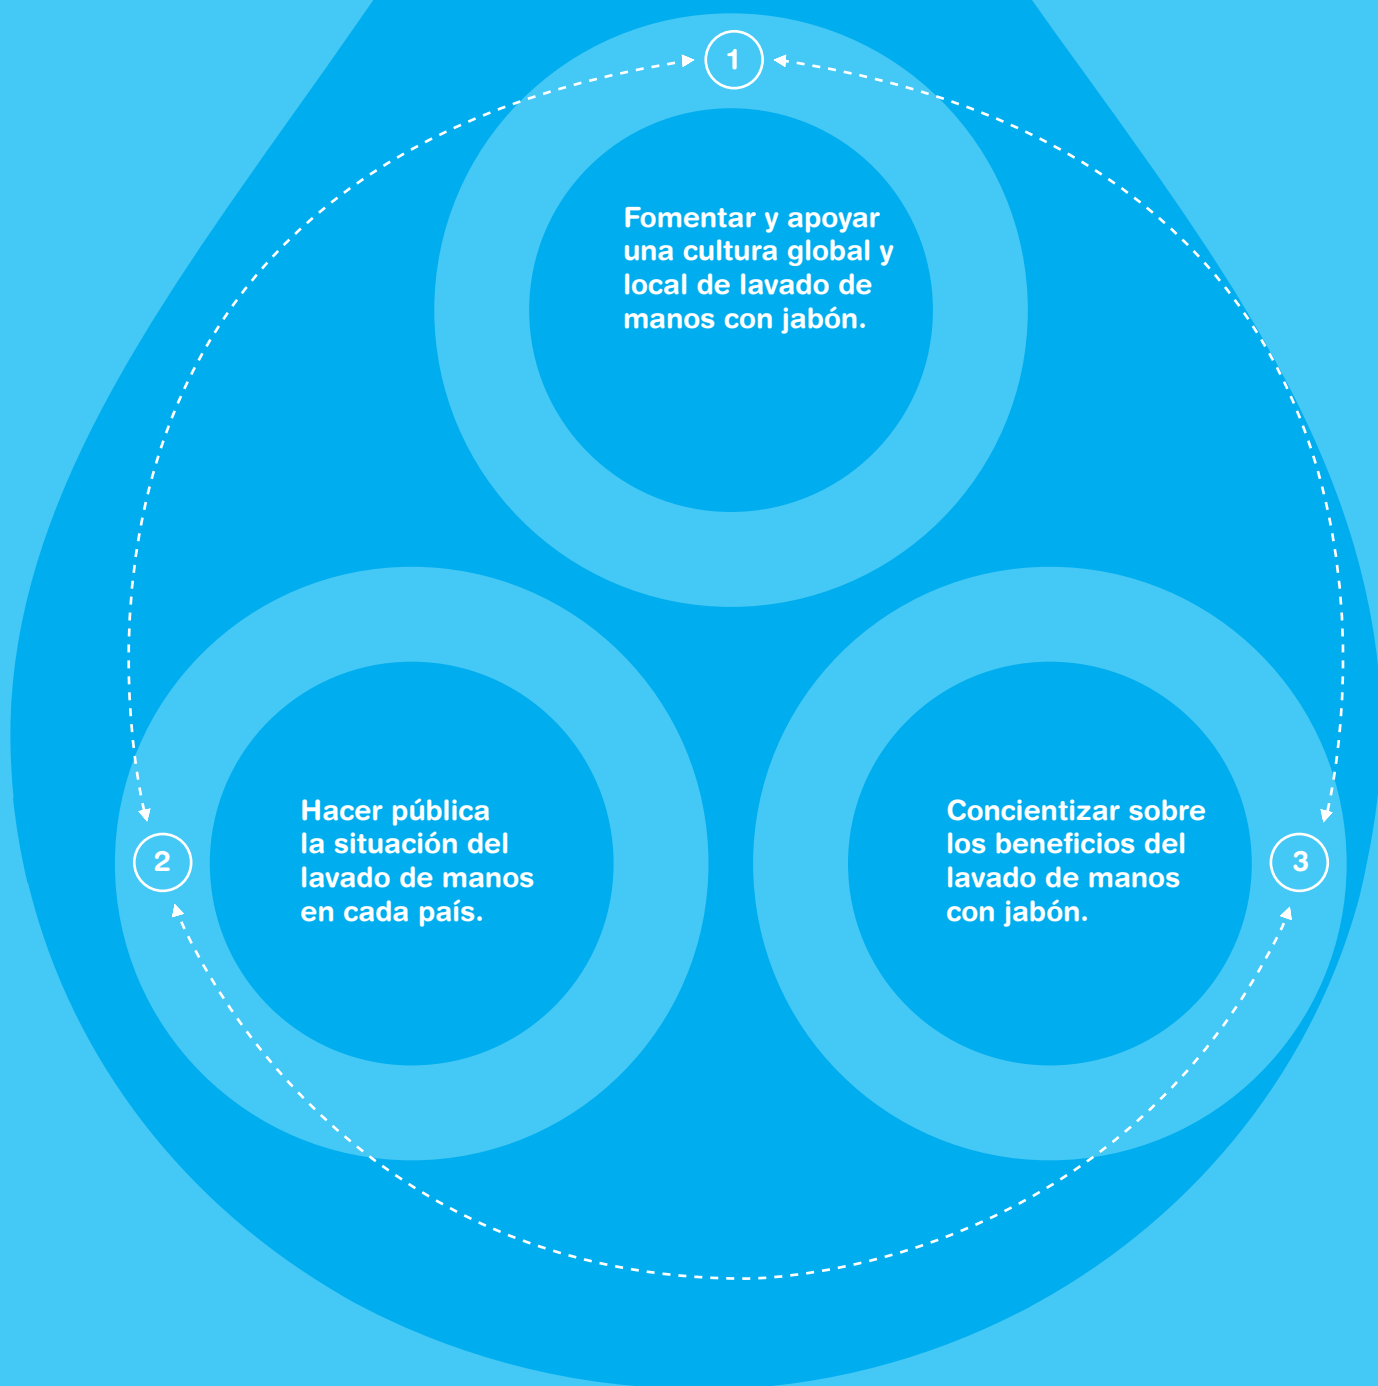 1
Fomentar y apoyar
una cultura global y
local de lavado de
manos con jabón.
2
Hacer pública
la situación del
lavado de manos
en cada país.
Concientizar sobre
los beneficios del
lavado de manos
con jabón.
3